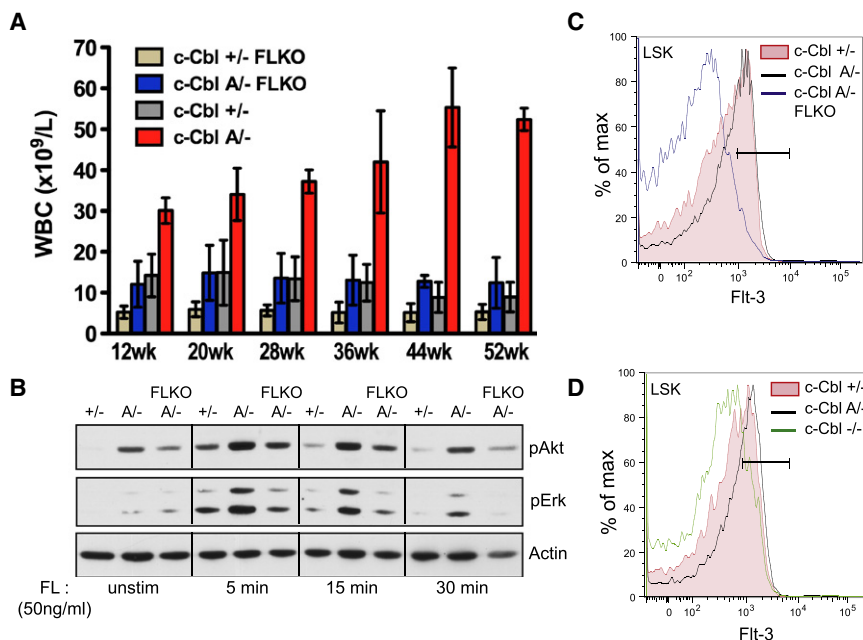 A
c-Cbl +/- FLKO
c-Cbl A/- FLKO
c-Cbl +/-
c-Cbl A/-
WBC (x10⁹/L)
70
60
50
40
30
20
10
0
12wk 20wk 28wk 36wk 44wk 52wk
B
FLKO FLKO FLKO FLKO
+/- A/- A/- +/- A/- A/- +/- A/- A/- +/- A/- A/-
pAkt
pErk
Actin
FL : unstim 5 min 15 min 30 min
(50ng/ml)
C
LSK
c-Cbl +/-
c-Cbl A/-
c-Cbl A/-
FLKO
% of max
100
80
60
40
20
0
0 10² 10³ 10⁴ 10⁵
Flt-3
D
LSK
c-Cbl +/-
c-Cbl A/-
c-Cbl -/-
% of max
100
80
60
40
20
0
0 10² 10³ 10⁴ 10⁵
Flt-3